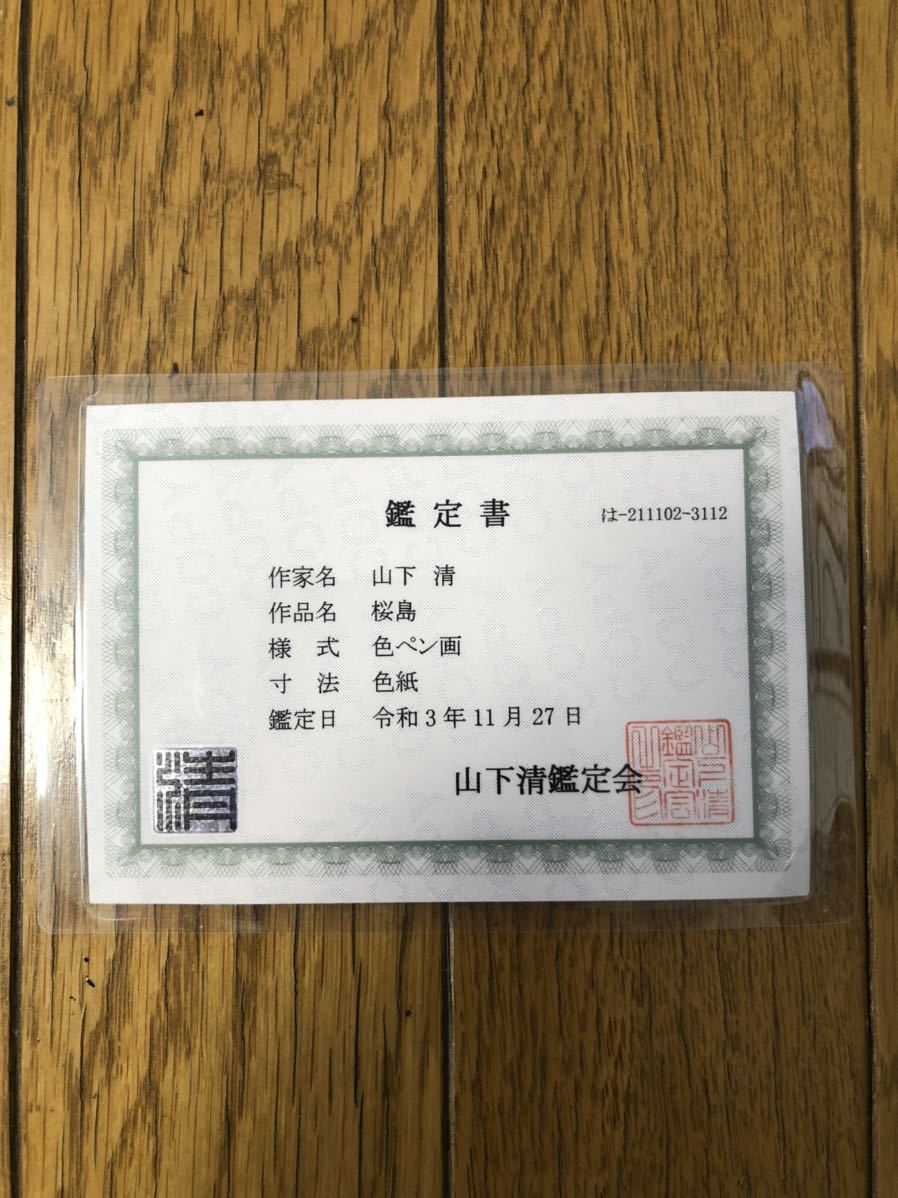 鑑定書
は-211102-3112
作家名 山下 清
作品名 桜島
様 式 色ペン画
寸 法 色紙
鑑定日 令和3年11月27日
山下清鑑定会
清